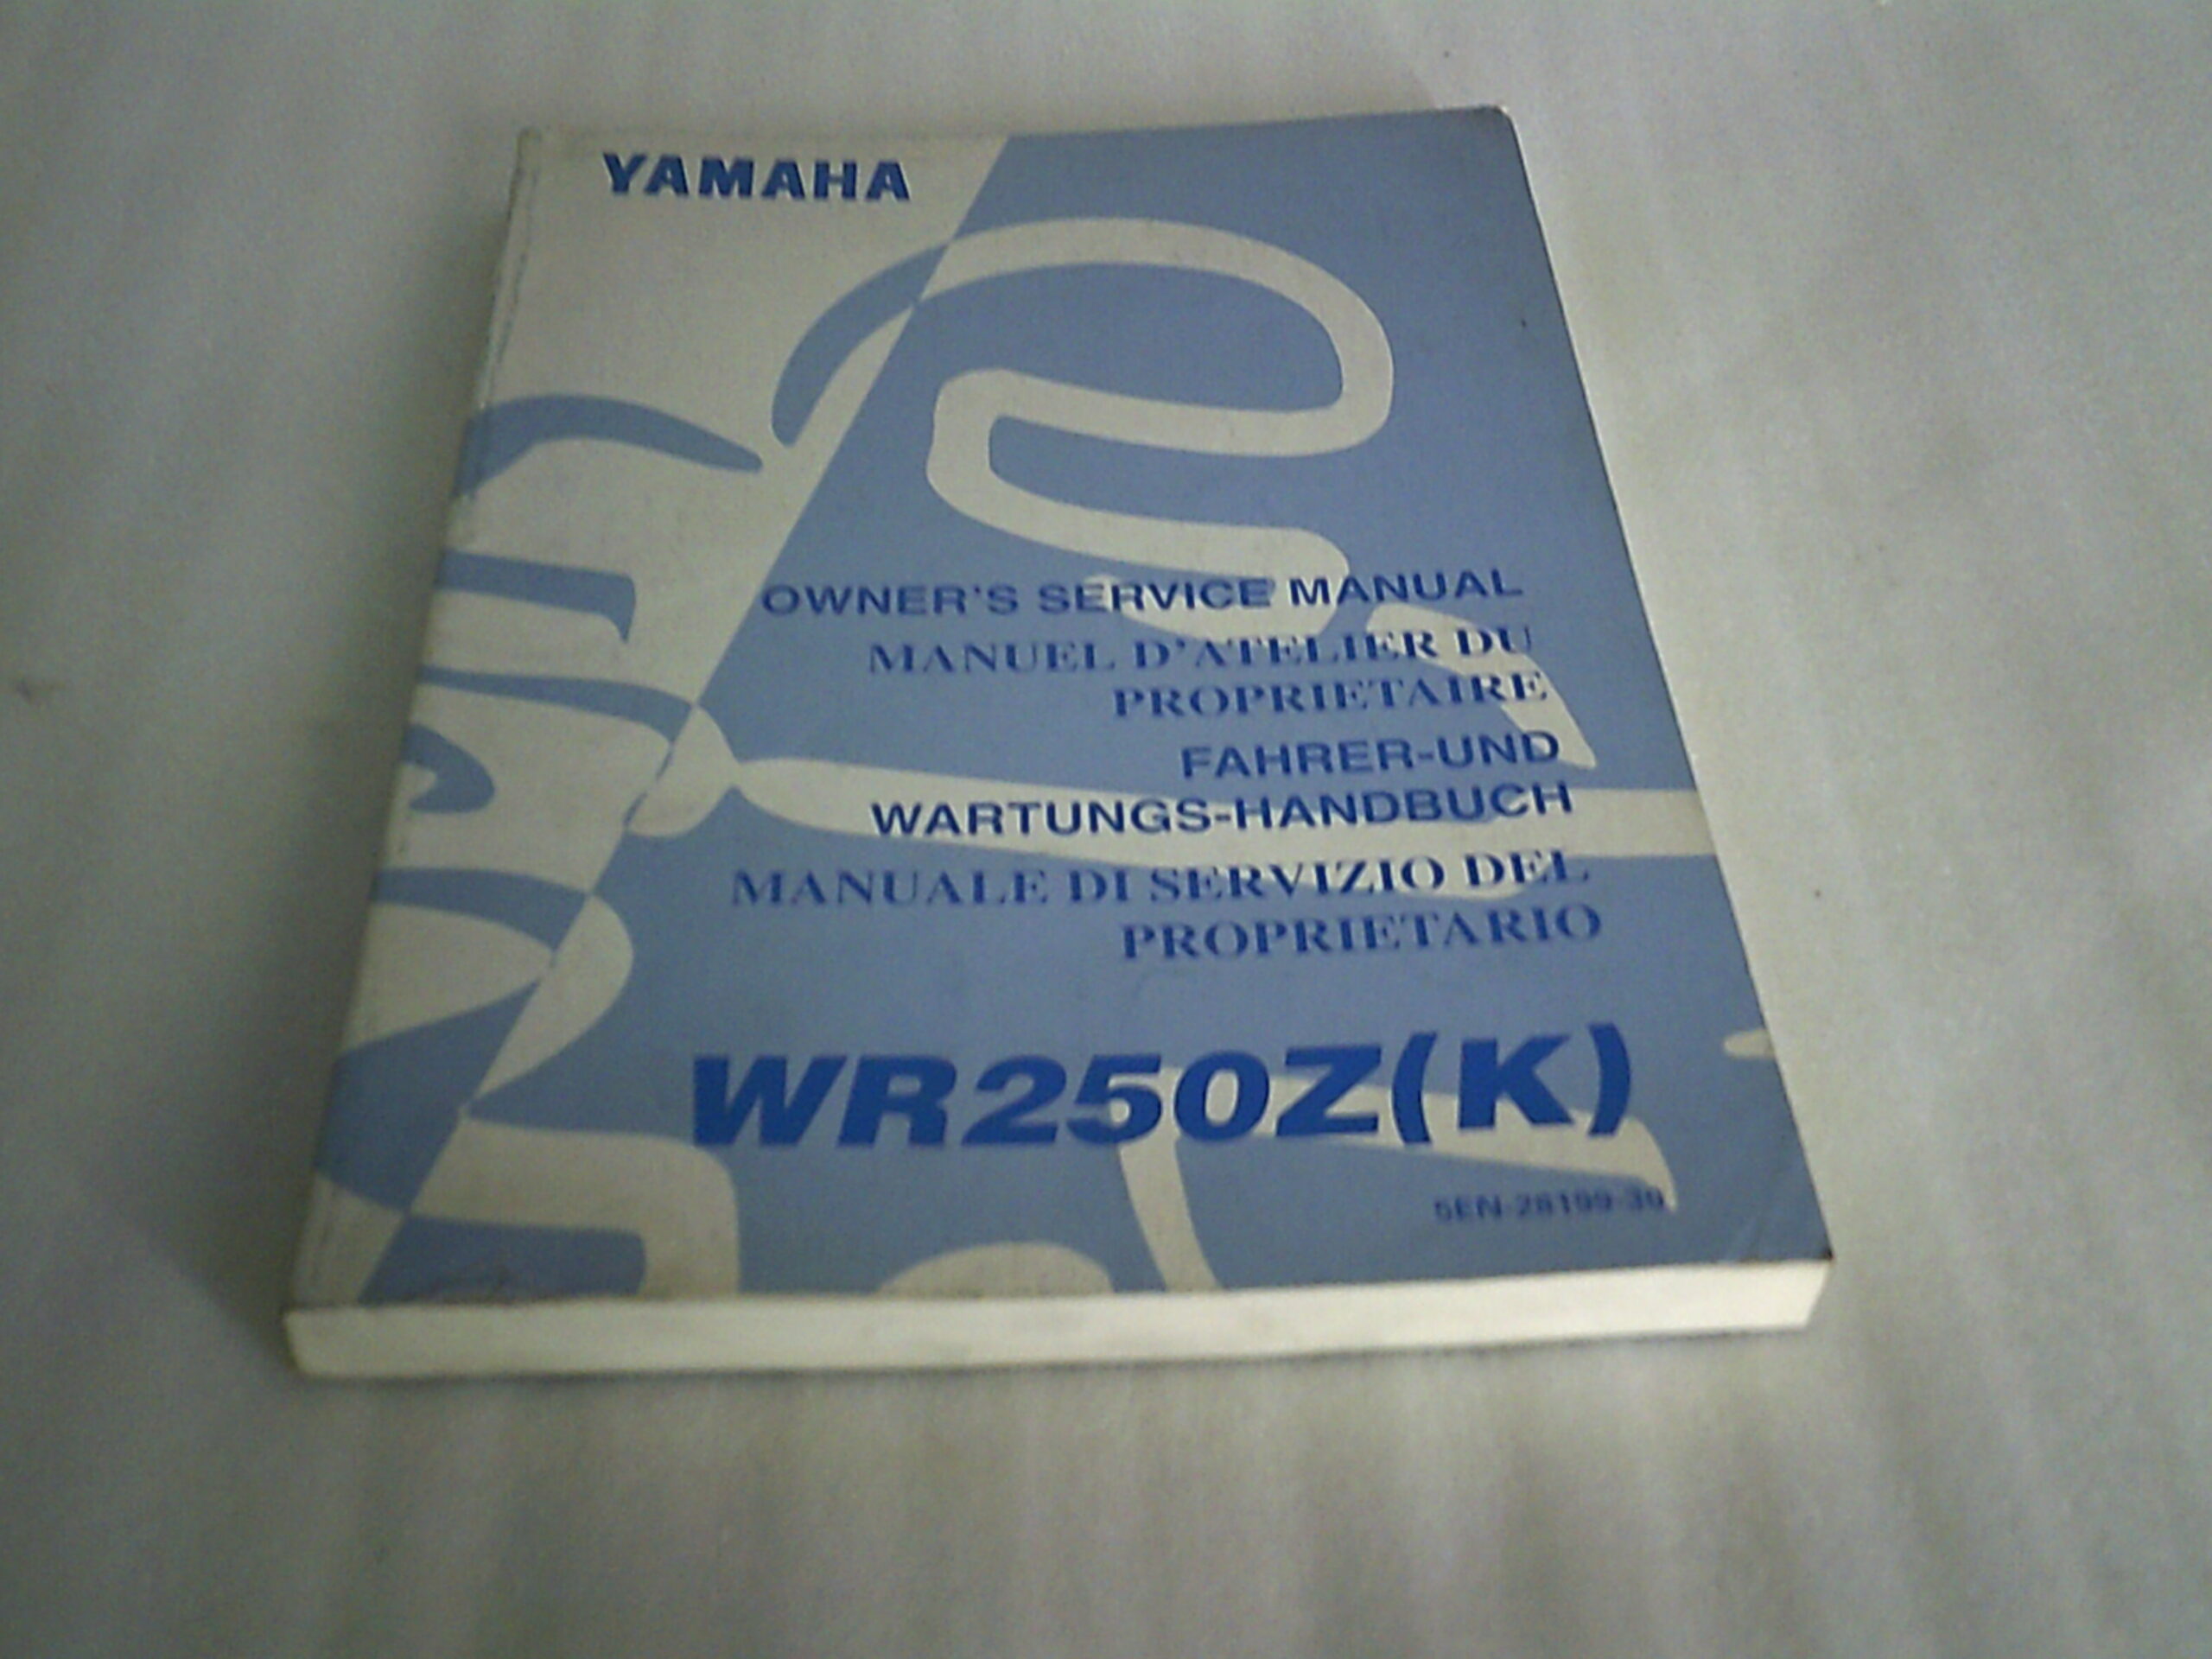 YAMAHA
OWNER'S SERVICE MANUAL
MANUEL D'ATELIER DU
PROPRIETAIRE
FAHRER-UND
WARTUNGS-HANDBUCH
MANUALE DI SERVIZIO DEL
PROPRIETARIO
WR250Z(K)
5EN-28199-30